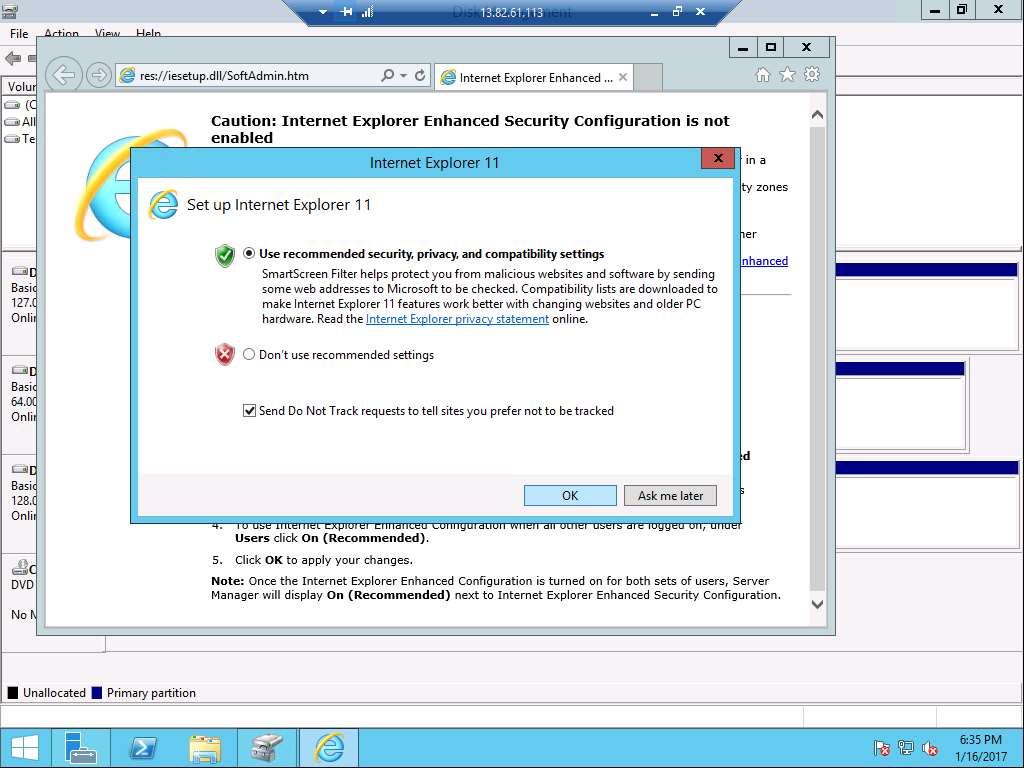 13.82.61.113
File Action View Help
res://iesetup.dll/SoftAdmin.htm
Internet Explorer Enhanced ...
Caution: Internet Explorer Enhanced Security Configuration is not
enabled
in a
ty zones
her
nhanced
Internet Explorer 11
Set up Internet Explorer 11
Use recommended security, privacy, and compatibility settings
SmartScreen Filter helps protect you from malicious websites and software by sending
some web addresses to Microsoft to be checked. Compatibility lists are downloaded to
make Internet Explorer 11 features work better with changing websites and older PC
hardware. Read the Internet Explorer privacy statement online.
Don't use recommended settings
Send Do Not Track requests to tell sites you prefer not to be tracked
OK
Ask me later
4. To use Internet Explorer Enhanced Configuration when all other users are logged on, under
Users click On (Recommended).
5. Click OK to apply your changes.
Note: Once the Internet Explorer Enhanced Configuration is turned on for both sets of users, Server
Manager will display On (Recommended) next to Internet Explorer Enhanced Security Configuration.
Volur
(C
All
Te
D
Basic
127.0
Onlin
D
Basic
64.00
Onlin
D
Basic
128.0
Onlin
C
DVD
No M
Unallocated
Primary partition
6:35 PM
1/16/2017